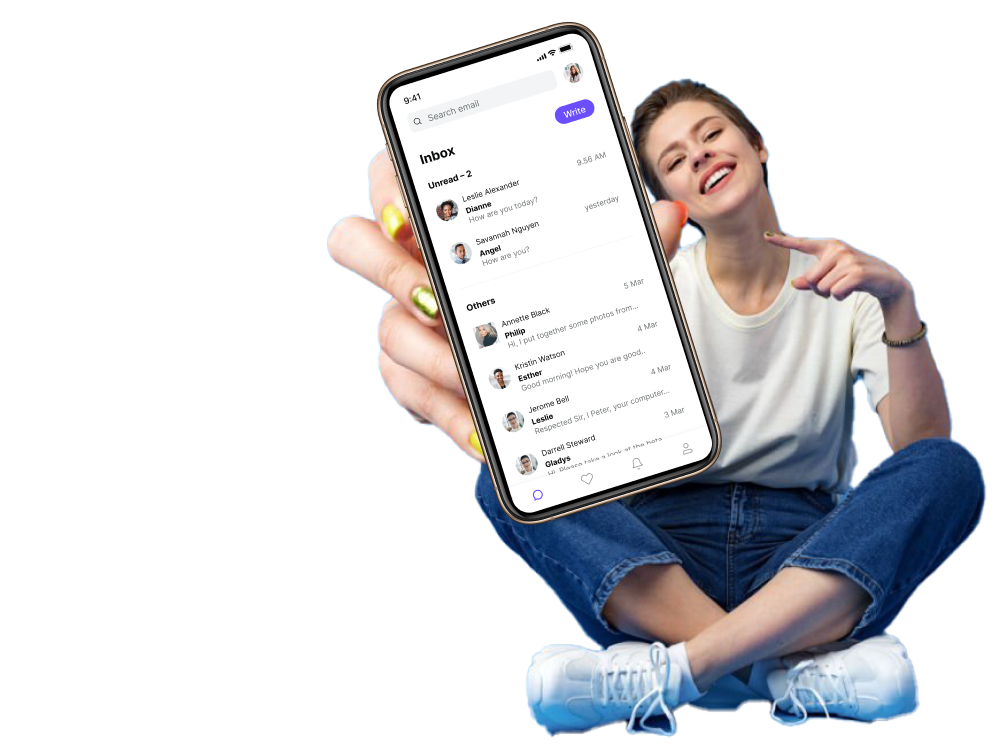 9:41
Search email
Write
Inbox
Unread – 2
Leslie Alexander
9.56 AM
Dianne
How are you today?
Savannah Nguyen
yesterday
Angel
How are you?
Others
Annette Black
5 Mar
Philip
Hi, I put together some photos from...
Kristin Watson
4 Mar
Esther
Good morning! Hope you are good..
Jerome Bell
4 Mar
Leslie
Respected Sir, I Peter, your computer...
Darrell Steward
3 Mar
Gladys
Hi, Please take a look at the beta